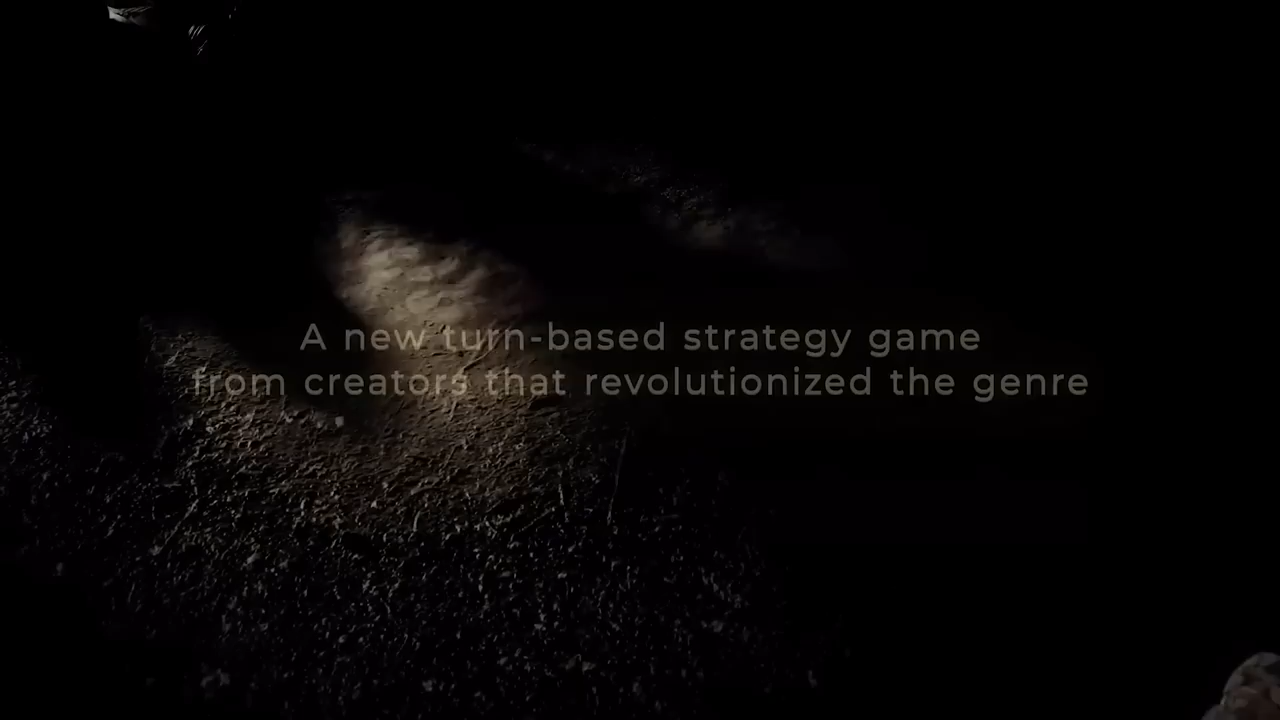 A new turn-based strategy game
from creators that revolutionized the genre